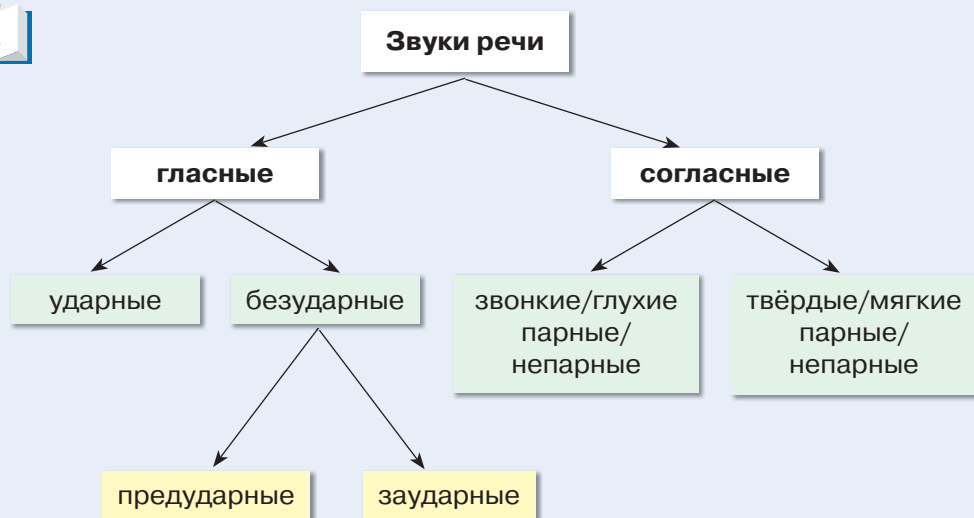 Звуки речи
гласные
согласные
ударные
безударные
звонкие/глухие
парные/
непарные
твёрдые/мягкие
парные/
непарные
предударные
заударные